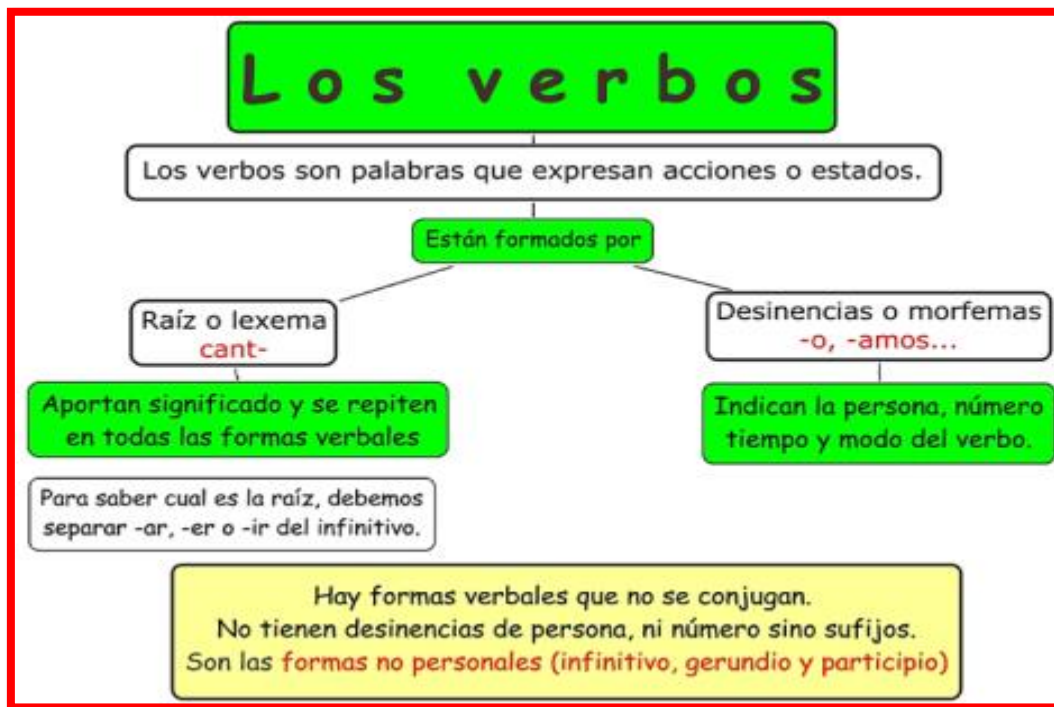 Los verbos
Los verbos son palabras que expresan acciones o estados.
Están formados por
Raíz o lexema
cant-
Desinencias o morfemas
-o, -amos...
Aportan significado y se repiten
en todas las formas verbales
Indican la persona, número
tiempo y modo del verbo.
Para saber cual es la raíz, debemos
separar -ar, -er o -ir del infinitivo.
Hay formas verbales que no se conjugan.
No tienen desinencias de persona, ni número sino sufijos.
Son las formas no personales (infinitivo, gerundio y participio)